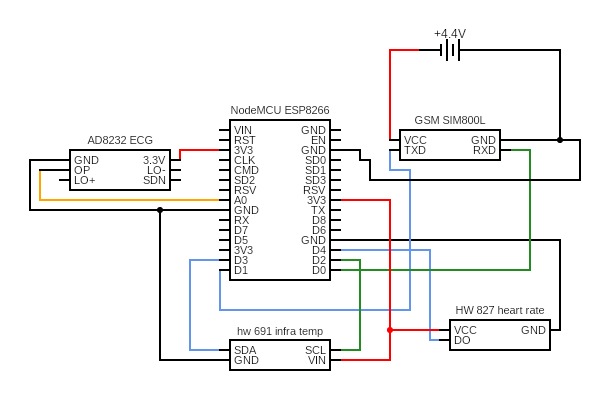 +4.4V
NodeMCU ESP8266
GSM SIM800L
AD8232 ECG
VIN GND
RST EN
3V3 GND
CLK SD0
CMD SD1
SD2 SD3
RSV RSV
A0 3V3
GND TX
RX D8
D7 D6
D5 GND
3V3 D4
D3 D2
D1 D0
VCC GND
TXD RXD
GND 3.3V
OP LO-
LO+ SDN
HW 827 heart rate
VCC GND
DO
hw 691 infra temp
SDA SCL
GND VIN